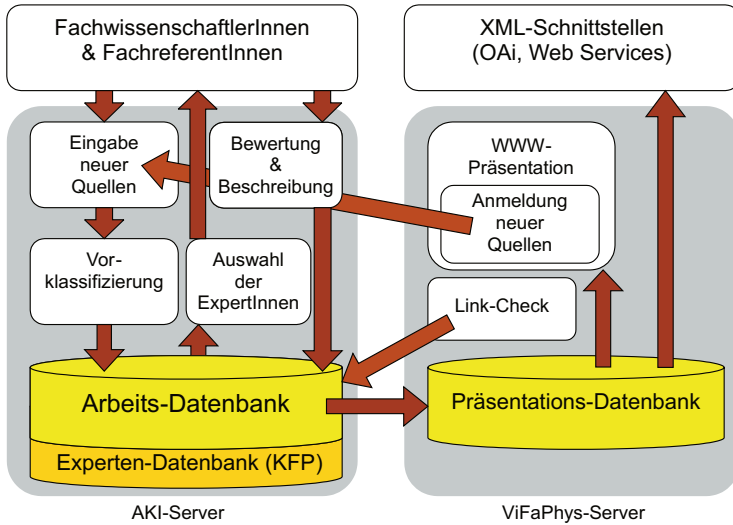 FachwissenschaftlerInnen
& FachreferentInnen
XML-Schnittstellen
(OAi, Web Services)
Eingabe
neuer
Quellen
Bewertung
&
Beschreibung
WWW-
Präsentation
Anmeldung
neuer
Quellen
Vor-
klassifizierung
Auswahl
der
ExpertInnen
Link-Check
Arbeits-Datenbank
Präsentations-Datenbank
Experten-Datenbank (KFP)
AKI-Server
ViFaPhys-Server